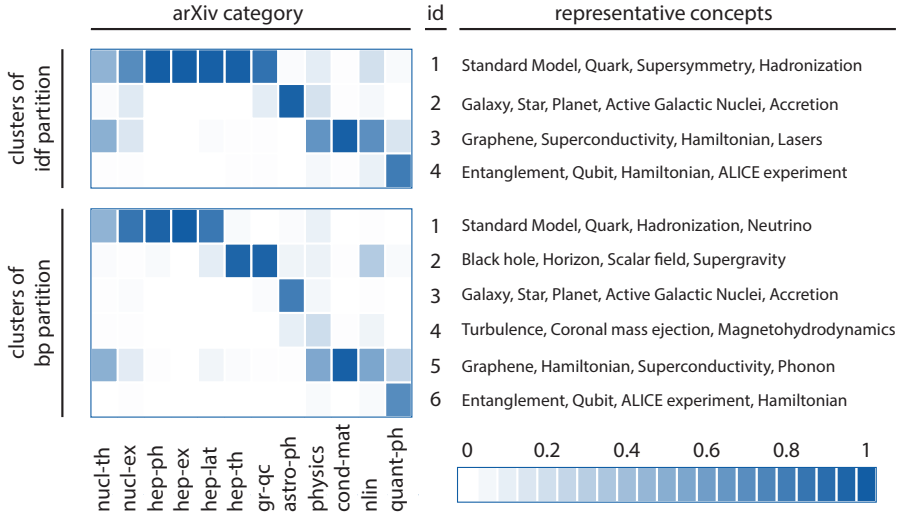 arXiv category
id
representative concepts
clusters of
idf partition
1 Standard Model, Quark, Supersymmetry, Hadronization
2 Galaxy, Star, Planet, Active Galactic Nuclei, Accretion
3 Graphene, Superconductivity, Hamiltonian, Lasers
4 Entanglement, Qubit, Hamiltonian, ALICE experiment
clusters of
bp partition
1 Standard Model, Quark, Hadronization, Neutrino
2 Black hole, Horizon, Scalar field, Supergravity
3 Galaxy, Star, Planet, Active Galactic Nuclei, Accretion
4 Turbulence, Coronal mass ejection, Magnetohydrodynamics
5 Graphene, Hamiltonian, Superconductivity, Phonon
6 Entanglement, Qubit, ALICE experiment, Hamiltonian
nucl-th
nucl-ex
hep-ph
hep-ex
hep-lat
hep-th
gr-qc
astro-ph
physics
cond-mat
nlin
quant-ph
0 0.2 0.4 0.6 0.8 1